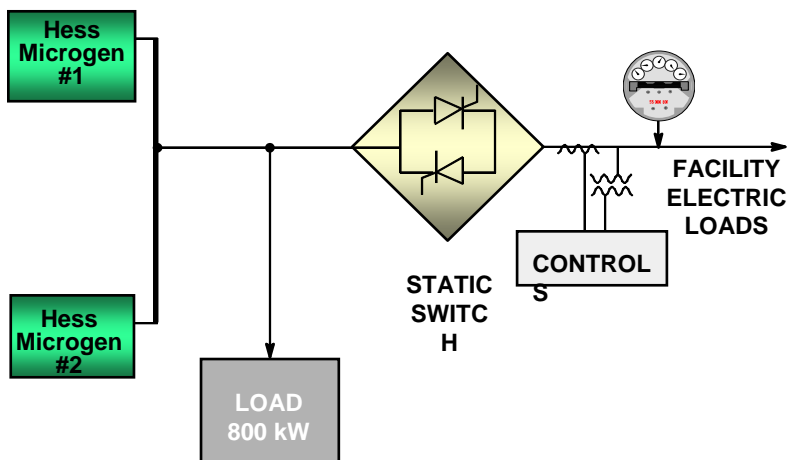 Hess
Microgen
#1
FACILITY
ELECTRIC
LOADS
CONTROL
S
STATIC
SWITC
H
Hess
Microgen
#2
LOAD
800 kW